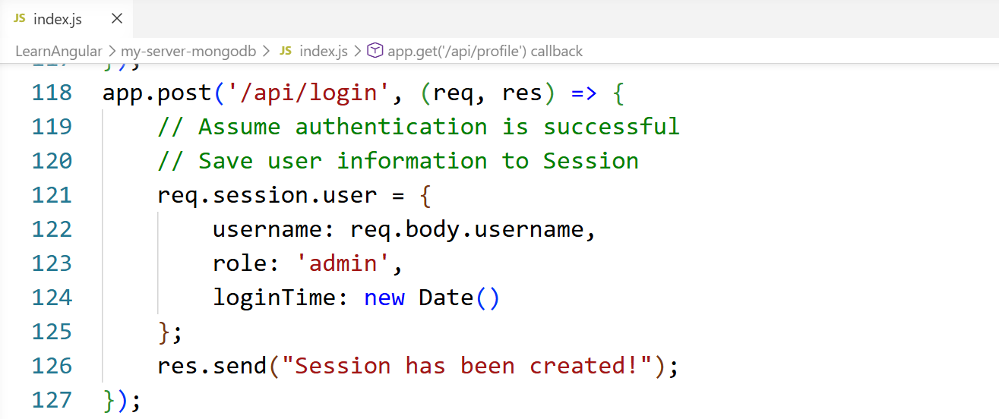 JS index.js ×
LearnAngular > my-server-mongodb > JS index.js > app.get('/api/profile') callback
117 });
118 app.post('/api/login', (req, res) => {
119     // Assume authentication is successful
120     // Save user information to Session
121     req.session.user = {
122         username: req.body.username,
123         role: 'admin',
124         loginTime: new Date()
125     };
126     res.send("Session has been created!");
127 });